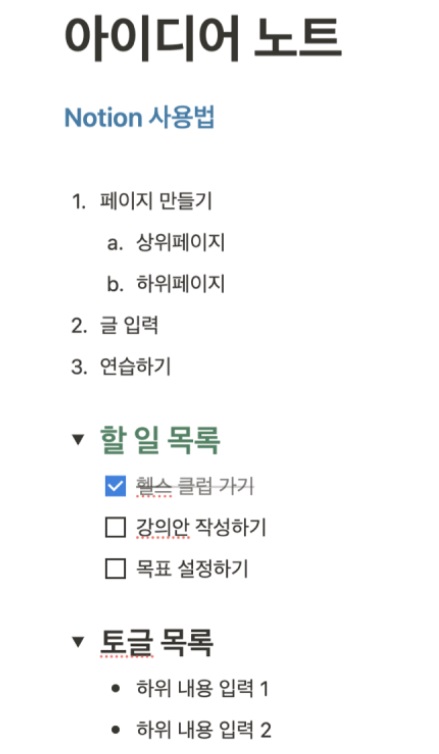 아이디어 노트
Notion 사용법
1. 페이지 만들기
a. 상위페이지
b. 하위페이지
2. 글 입력
3. 연습하기
할 일 목록
헬스 클럽 가기
강의안 작성하기
목표 설정하기
토글 목록
• 하위 내용 입력 1
• 하위 내용 입력 2